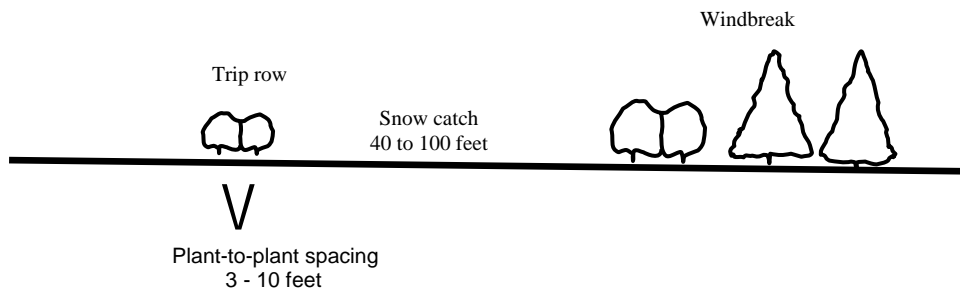 Windbreak
Trip row
Snow catch
40 to 100 feet
Plant-to-plant spacing
3 - 10 feet